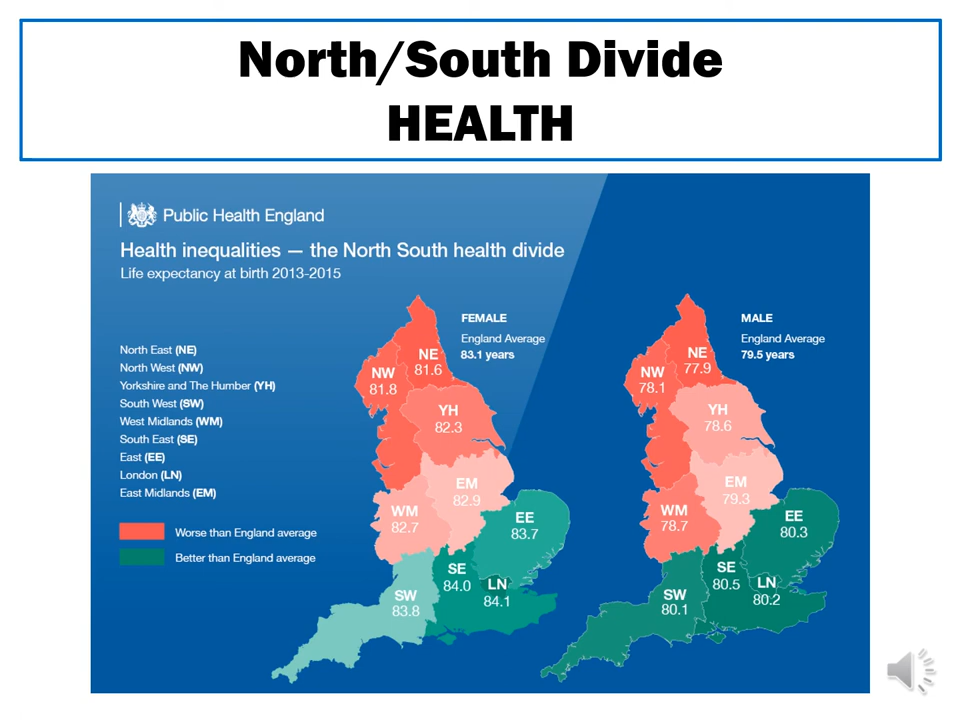 North/South Divide
HEALTH
Public Health England
Health inequalities — the North South health divide
Life expectancy at birth 2013-2015
North East (NE)
North West (NW)
Yorkshire and The Humber (YH)
South West (SW)
West Midlands (WM)
South East (SE)
East (EE)
London (LN)
East Midlands (EM)
Worse than England average
Better than England average
FEMALE
England Average
83.1 years
NE
81.6
NW
81.8
YH
82.3
EM
82.9
WM
82.7
EE
83.7
SE
84.0
LN
84.1
SW
83.8
MALE
England Average
79.5 years
NE
77.9
NW
78.1
YH
78.6
EM
79.3
WM
78.7
EE
80.3
SE
80.5
LN
80.2
SW
80.1